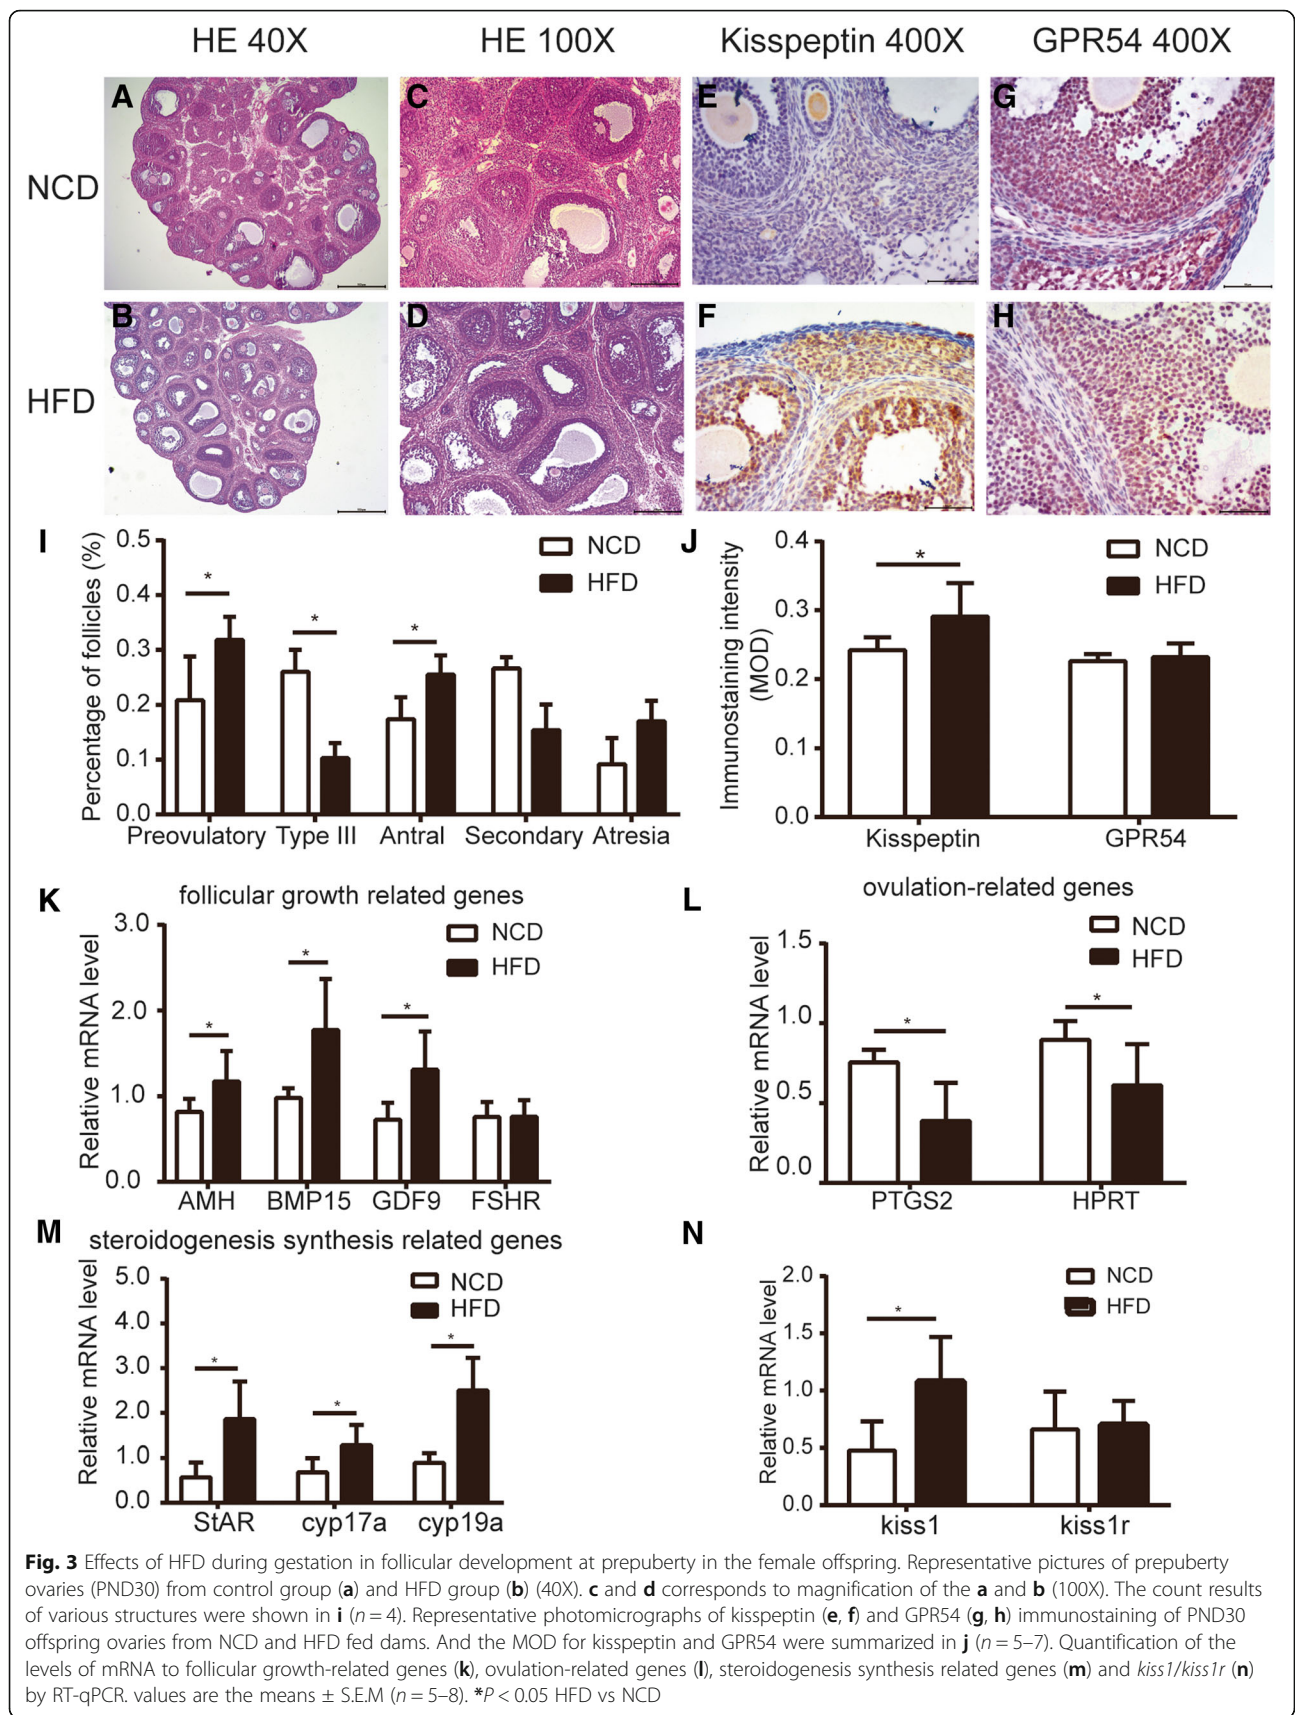 HE 40X HE 100X Kisspeptin 400X GPR54 400X
A C E G
NCD
B D F H
HFD
I
Percentage of follicles (%)
0.5
0.4
0.3
0.2
0.1
0.0
NCD
HFD
* * *
Preovulatory Type III Antral Secondary Atresia
J
Immunostaining intensity
(MOD)
0.4
0.3
0.2
0.1
0.0
NCD
HFD
*
Kisspeptin GPR54
K
follicular growth related genes
Relative mRNA level
3.0
2.0
1.0
0.0
NCD
HFD
* * *
AMH BMP15 GDF9 FSHR
L
ovulation-related genes
Relative mRNA level
1.5
1.0
0.5
0.0
NCD
HFD
* *
PTGS2 HPRT
M
steroidogenesis synthesis related genes
Relative mRNA level
5.0
4.0
3.0
2.0
1.0
0.0
NCD
HFD
* * *
StAR cyp17a cyp19a
N
Relative mRNA level
2.0
1.5
1.0
0.5
0.0
NCD
HFD
*
kiss1 kiss1r
Fig. 3 Effects of HFD during gestation in follicular development at prepuberty in the female offspring. Representative pictures of prepuberty
ovaries (PND30) from control group (a) and HFD group (b) (40X). c and d corresponds to magnification of the a and b (100X). The count results
of various structures were shown in i (n = 4). Representative photomicrographs of kisspeptin (e, f) and GPR54 (g, h) immunostaining of PND30
offspring ovaries from NCD and HFD fed dams. And the MOD for kisspeptin and GPR54 were summarized in j (n = 5–7). Quantification of the
levels of mRNA to follicular growth-related genes (k), ovulation-related genes (l), steroidogenesis synthesis related genes (m) and kiss1/kiss1r (n)
by RT-qPCR. values are the means ± S.E.M (n = 5–8). *P < 0.05 HFD vs NCD